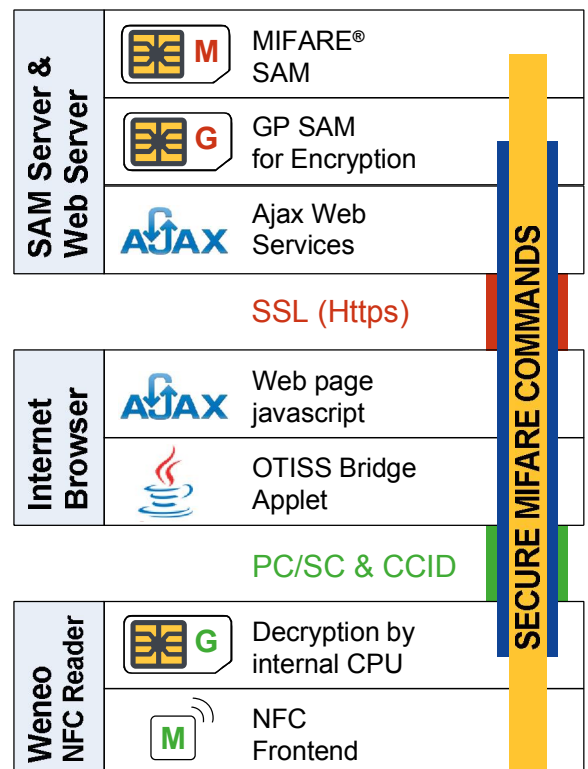 SAM Server &
Web Server
M
MIFARE®
SAM
G
GP SAM
for Encryption
AJAX
Ajax Web
Services
SSL (Https)
Internet
Browser
AJAX
Web page
javascript
OTISS Bridge
Applet
PC/SC & CCID
Weneo
NFC Reader
G
Decryption by
internal CPU
M
NFC
Frontend
SECURE MIFARE COMMANDS